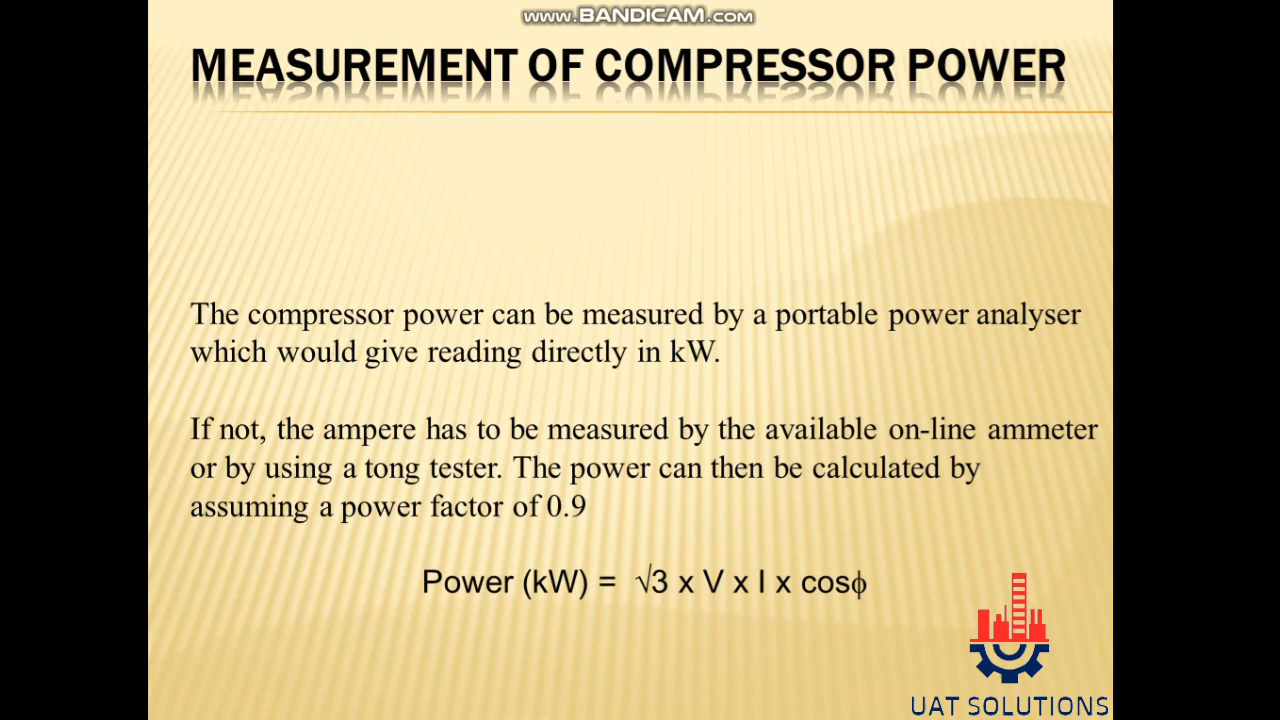 www.BANDICAM.com
MEASUREMENT OF COMPRESSOR POWER
The compressor power can be measured by a portable power analyser
which would give reading directly in kW.
If not, the ampere has to be measured by the available on-line ammeter
or by using a tong tester. The power can then be calculated by
assuming a power factor of 0.9
Power (kW) = √3 x V x I x cosϕ
UAT SOLUTIONS